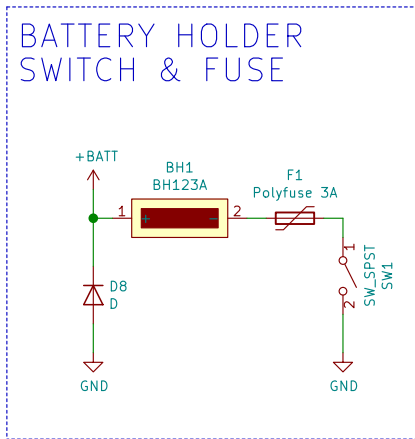 BATTERY HOLDER
SWITCH & FUSE
+BATT
BH1
BH123A
1
+
-
2
F1
Polyfuse 3A
1
SW_SPST
SW1
2
D8
D
GND
GND